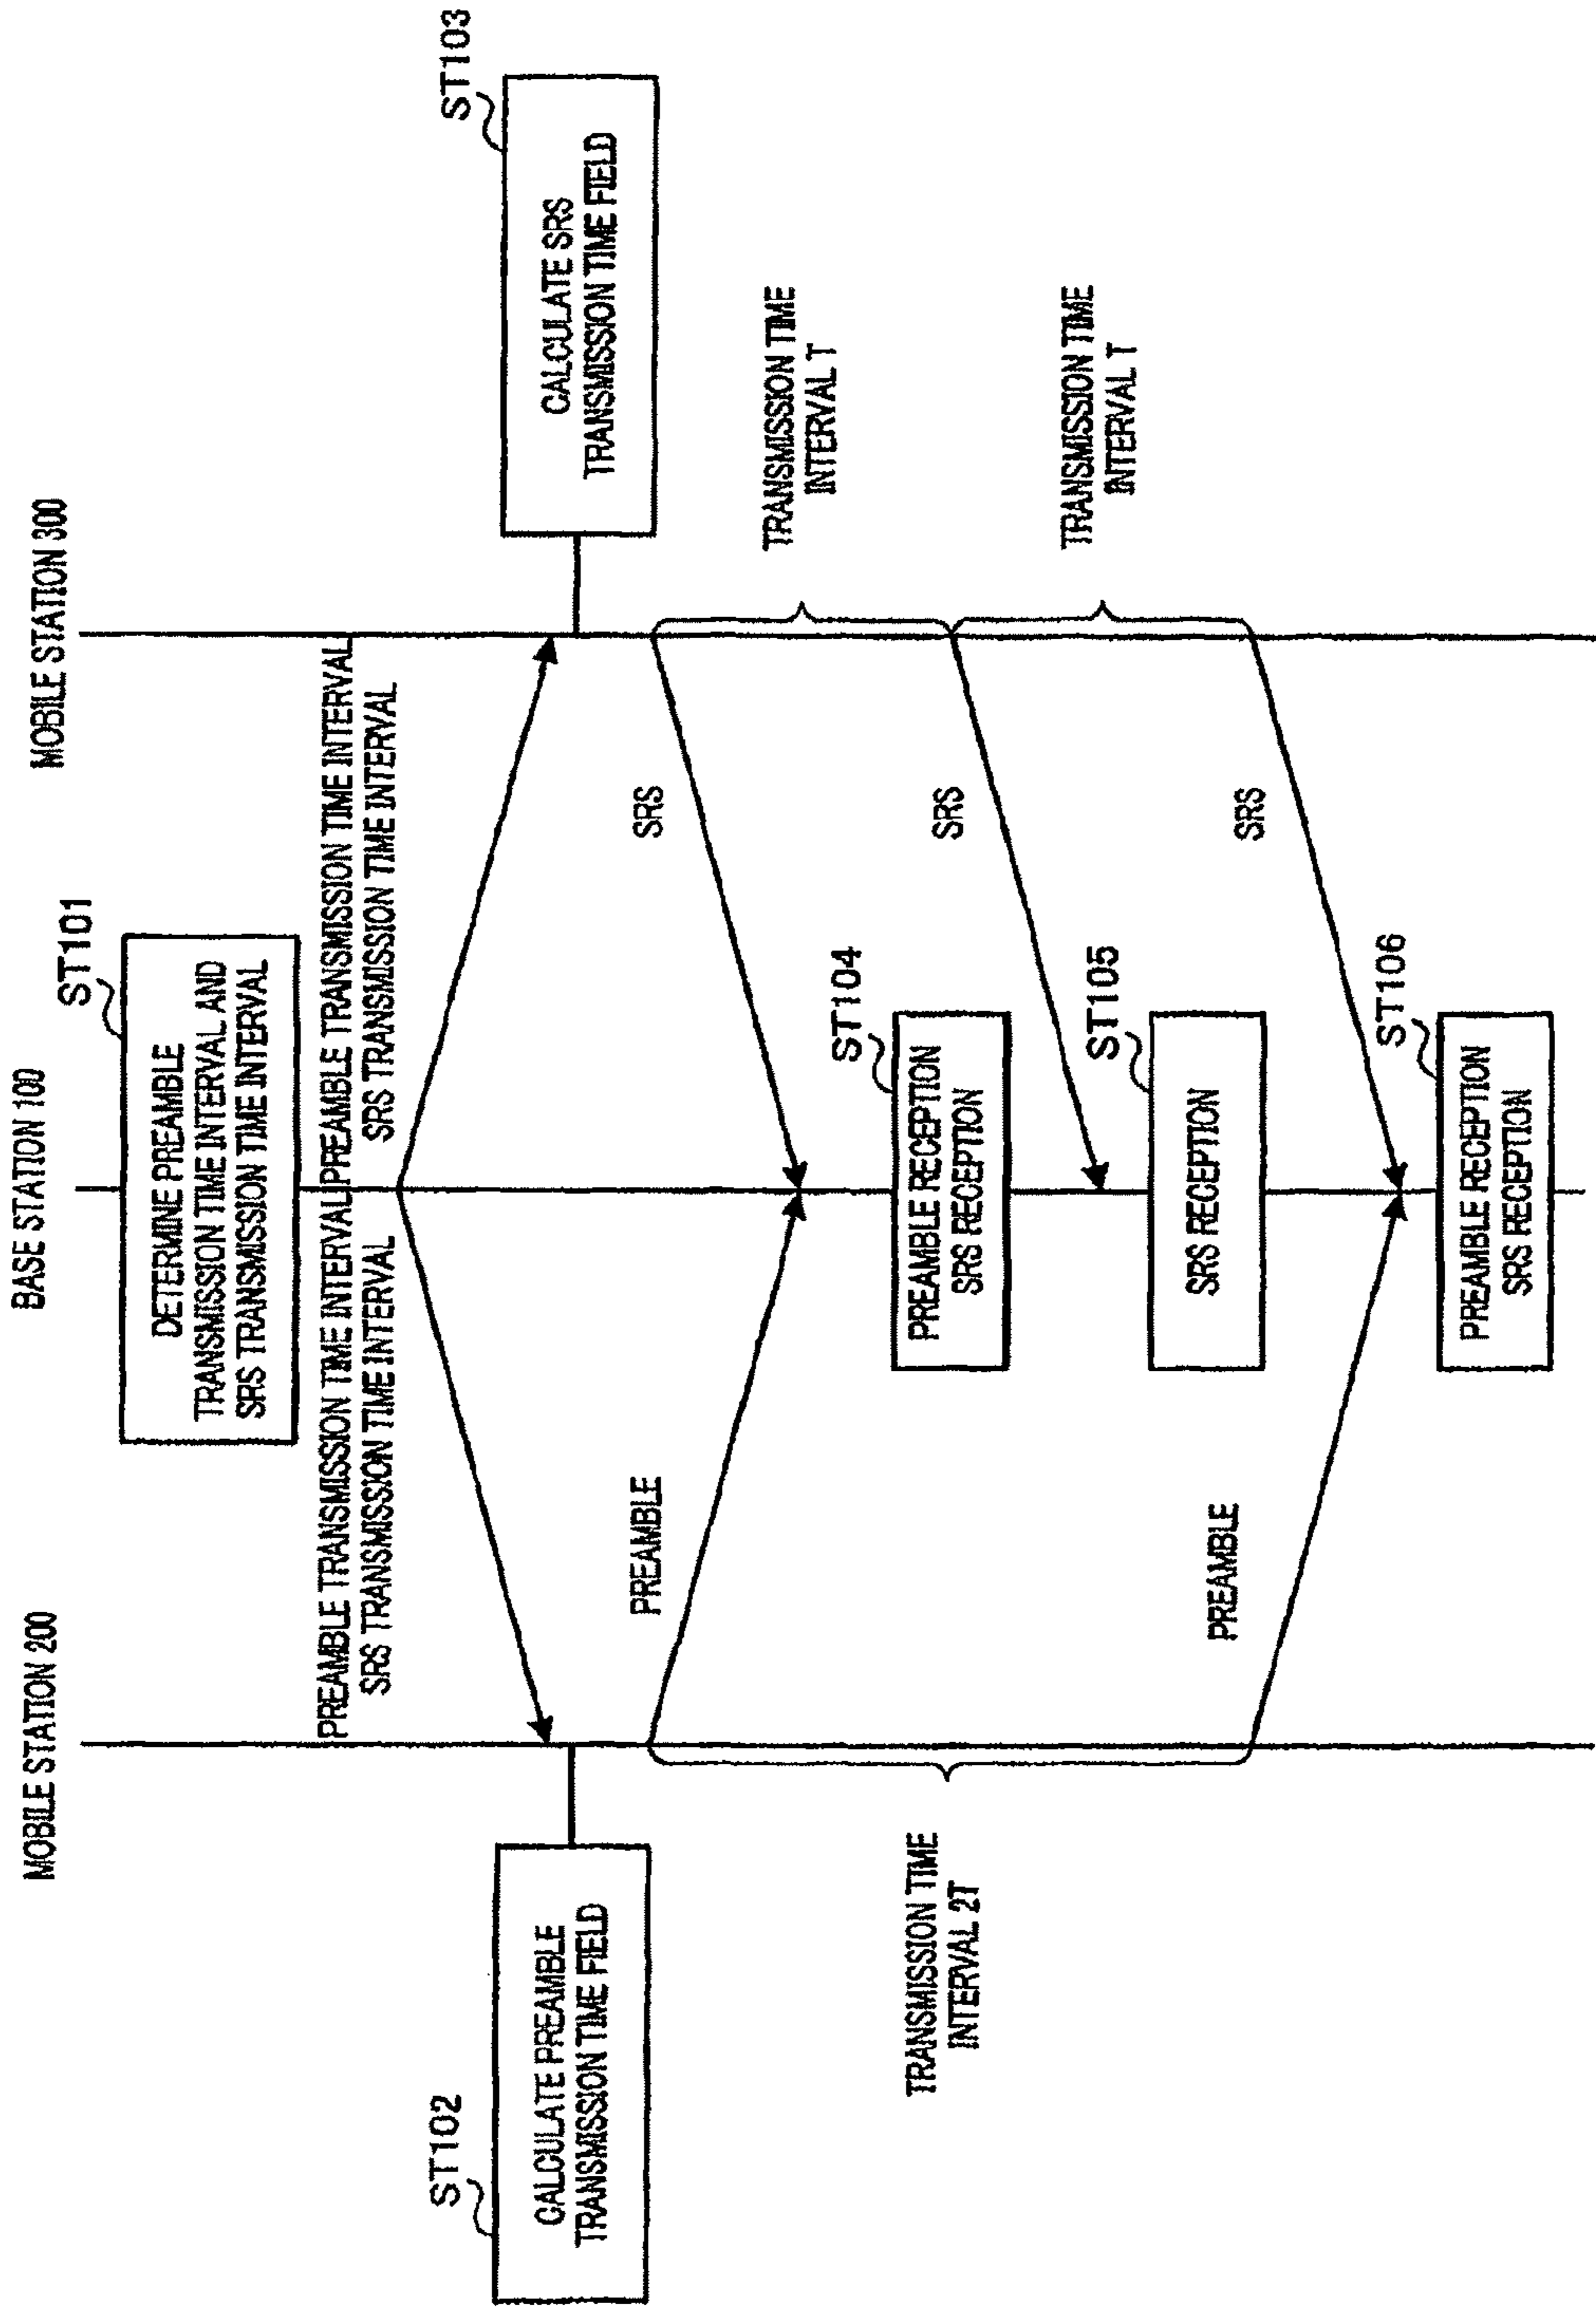 MOBILE STATION 200
BASE STATION 100
MOBILE STATION 300
ST101
DETERMINE PREAMBLE
TRANSMISSION TIME INTERVAL AND
SRS TRANSMISSION TIME INTERVAL
PREAMBLE TRANSMISSION TIME INTERVAL
SRS TRANSMISSION TIME INTERVAL
PREAMBLE TRANSMISSION TIME INTERVAL
SRS TRANSMISSION TIME INTERVAL
ST102
CALCULATE PREAMBLE
TRANSMISSION TIME FIELD
ST103
CALCULATE SRS
TRANSMISSION TIME FIELD
PREAMBLE
SRS
TRANSMISSION TIME
INTERVAL T
ST104
PREAMBLE RECEPTION
SRS RECEPTION
TRANSMISSION TIME
INTERVAL 2T
SRS
TRANSMISSION TIME
INTERVAL T
ST105
SRS RECEPTION
PREAMBLE
SRS
ST106
PREAMBLE RECEPTION
SRS RECEPTION